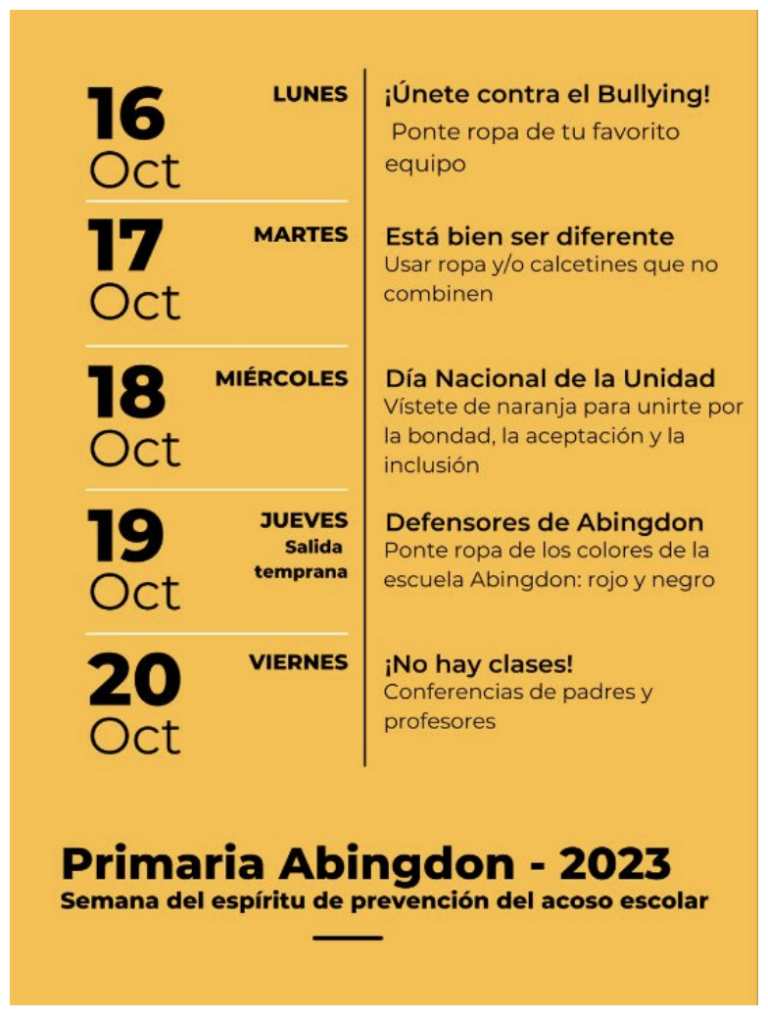 16
Oct
LUNES
¡Únete contra el Bullying!
Ponte ropa de tu favorito
equipo
17
Oct
MARTES
Está bien ser diferente
Usar ropa y/o calcetines que no
combinen
18
Oct
MIÉRCOLES
Día Nacional de la Unidad
Vístete de naranja para unirte por
la bondad, la aceptación y la
inclusión
19
Oct
JUEVES
Salida
temprana
Defensores de Abingdon
Ponte ropa de los colores de la
escuela Abingdon: rojo y negro
20
Oct
VIERNES
¡No hay clases!
Conferencias de padres y
profesores
Primaria Abingdon - 2023
Semana del espíritu de prevención del acoso escolar